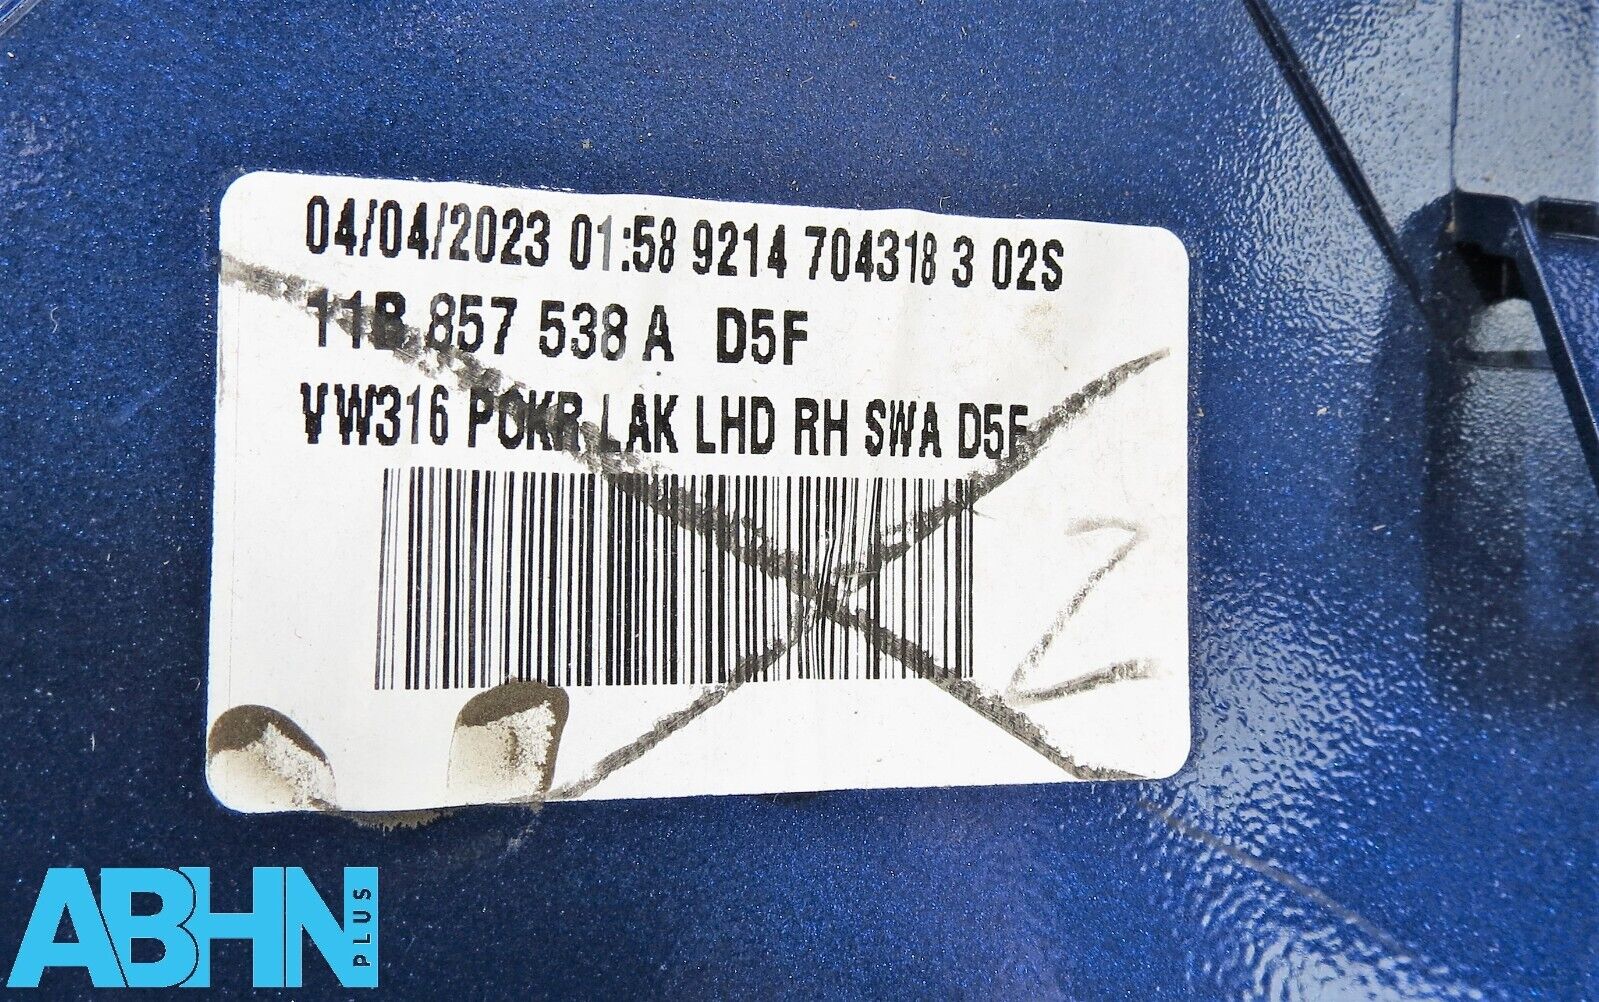 04/04/2023 01:58 9214 704318 3 02S
11B 857 538 A D5F
VW316 POKR LAK LHD RH SWA D5F
Z
ABHN PLUS